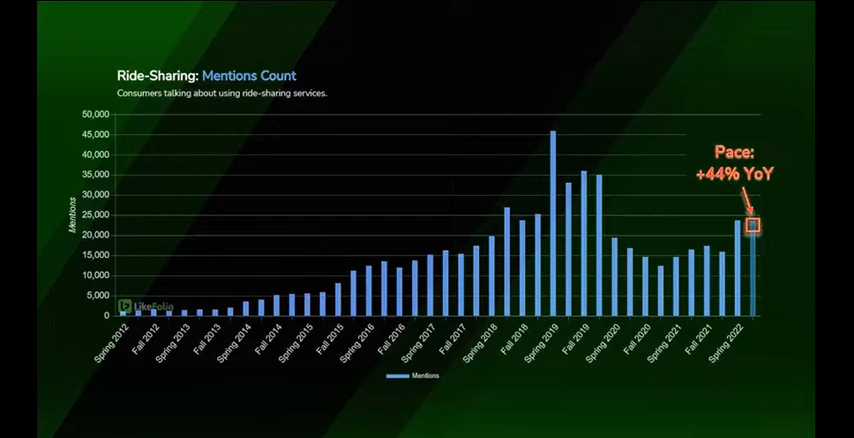 Ride-Sharing: Mentions Count
Consumers talking about using ride-sharing services.
50,000
45,000
40,000
35,000
30,000
25,000
20,000
15,000
10,000
5,000
0
Mentions
Pace:
+44% YoY
LikeFolio
Spring 2012
Fall 2012
Spring 2013
Fall 2013
Spring 2014
Fall 2014
Spring 2015
Fall 2015
Spring 2016
Fall 2016
Spring 2017
Fall 2017
Spring 2018
Fall 2018
Spring 2019
Fall 2019
Spring 2020
Fall 2020
Spring 2021
Fall 2021
Spring 2022
Mentions